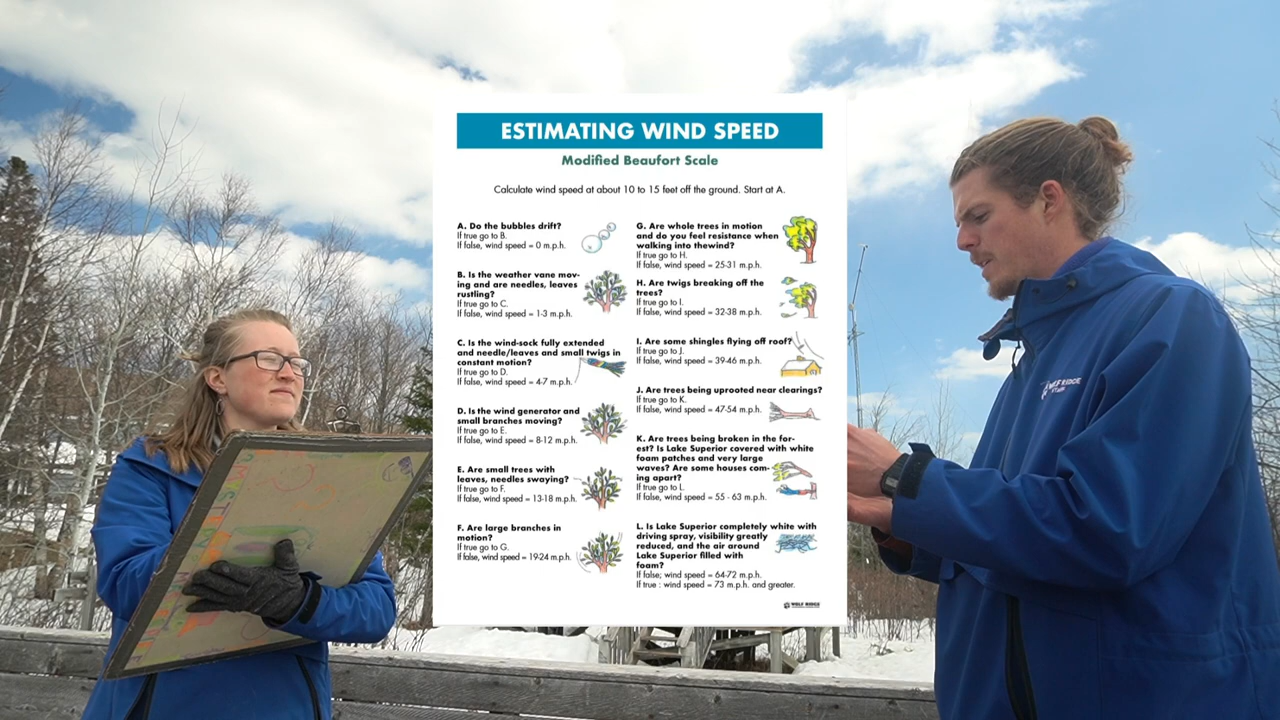 ESTIMATING WIND SPEED
Modified Beaufort Scale
Calculate wind speed at about 10 to 15 feet off the ground. Start at A.
A. Do the bubbles drift?
If true go to B.
If false, wind speed = 0 m.p.h.
B. Is the weather vane mov-
ing and are needles, leaves
rustling?
If true go to C.
If false, wind speed = 1-3 m.p.h.
C. Is the wind-sock fully extended
and needle/leaves and small twigs in
constant motion?
If true go to D.
If false, wind speed = 4-7 m.p.h.
D. Is the wind generator and
small branches moving?
If true go to E.
If false, wind speed = 8-12 m.p.h.
E. Are small trees with
leaves, needles swaying?
If true go to F.
If false, wind speed = 13-18 m.p.h.
F. Are large branches in
motion?
If true go to G.
If false, wind speed = 19-24 m.p.h.
G. Are whole trees in motion
and do you feel resistance when
walking into thewind?
If true go to H.
If false, wind speed = 25-31 m.p.h.
H. Are twigs breaking off the
trees?
If true go to I.
If false, wind speed = 32-38 m.p.h.
I. Are some shingles flying off roof?
If true go to J.
If false, wind speed = 39-46 m.p.h.
J. Are trees being uprooted near clearings?
If true go to K.
If false, wind speed = 47-54 m.p.h.
K. Are trees being broken in the for-
est? Is Lake Superior covered with white
foam patches and very large
waves? Are some houses com-
ing apart?
If true go to L.
If false, wind speed = 55 - 63 m.p.h.
L. Is Lake Superior completely white with
driving spray, visibility greatly
reduced, and the air around
Lake Superior filled with
foam?
If false; wind speed = 64-72 m.p.h.
If true : wind speed = 73 m.p.h. and greater.
WOLF RIDGE
WOLF RIDGE
STAFF